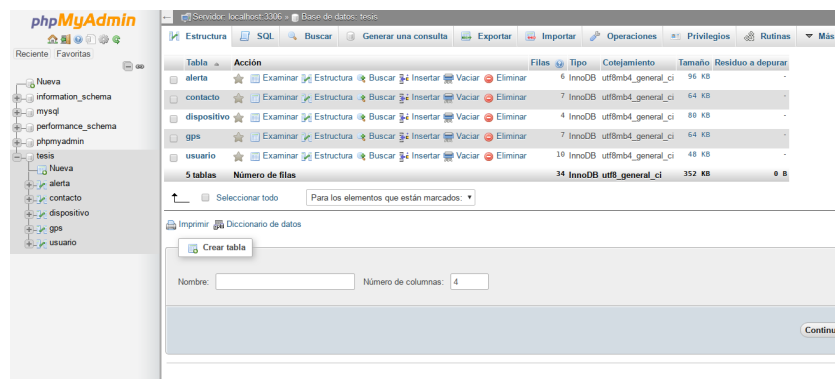 phpMyAdmin
Reciente Favoritas
Nueva
information_schema
mysql
performance_schema
phpmyadmin
tesis
Nueva
alerta
contacto
dispositivo
gps
usuario
Servidor: localhost:3306 » Base de datos: tesis
Estructura SQL Buscar Generar una consulta Exportar Importar Operaciones Privilegios Rutinas Más
Tabla Acción Filas Tipo Cotejamiento Tamaño Residuo a depurar
alerta Examinar Estructura Buscar Insertar Vaciar Eliminar 6 InnoDB utf8mb4_general_ci 96 KB -
contacto Examinar Estructura Buscar Insertar Vaciar Eliminar 7 InnoDB utf8mb4_general_ci 64 KB -
dispositivo Examinar Estructura Buscar Insertar Vaciar Eliminar 4 InnoDB utf8mb4_general_ci 80 KB -
gps Examinar Estructura Buscar Insertar Vaciar Eliminar 7 InnoDB utf8mb4_general_ci 64 KB -
usuario Examinar Estructura Buscar Insertar Vaciar Eliminar 10 InnoDB utf8mb4_general_ci 48 KB -
5 tablas Número de filas 34 InnoDB utf8_general_ci 352 KB 0 B
Seleccionar todo Para los elementos que están marcados:
Imprimir Diccionario de datos
Crear tabla
Nombre: Número de columnas: 4
Continu